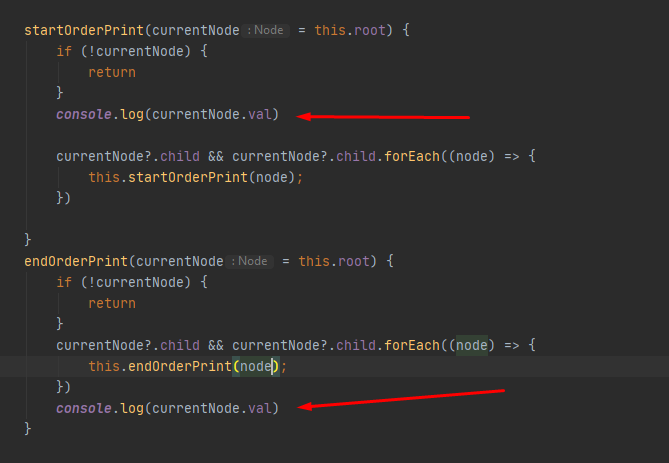 startOrderPrint(currentNode :Node = this.root) {
if (!currentNode) {
return
}
console.log(currentNode.val)
currentNode?.child && currentNode?.child.forEach((node) => {
this.startOrderPrint(node);
})
}
endOrderPrint(currentNode :Node = this.root) {
if (!currentNode) {
return
}
currentNode?.child && currentNode?.child.forEach((node) => {
this.endOrderPrint(node);
})
console.log(currentNode.val)
}